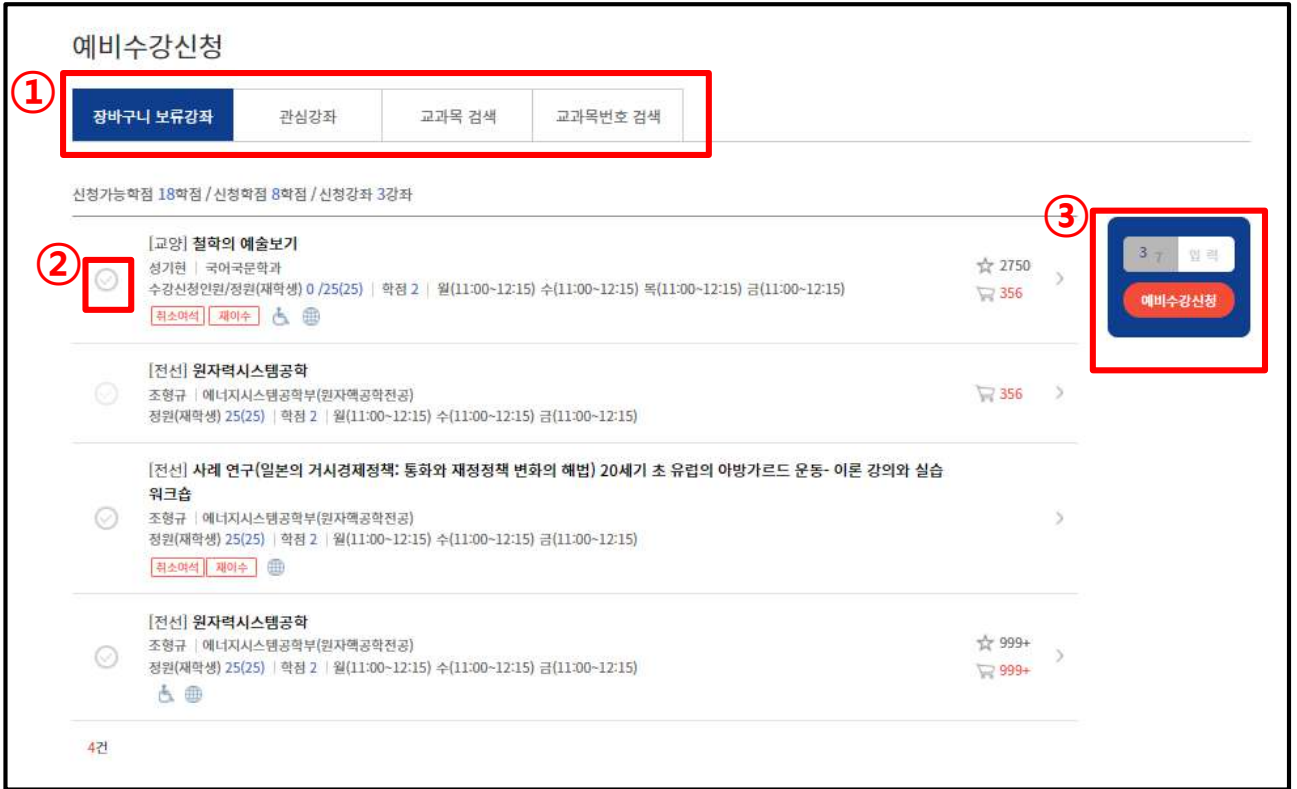 예비수강신청
①
장바구니 보류강좌 관심강좌 교과목 검색 교과목번호 검색
신청가능학점 18학점 / 신청학점 8학점 / 신청강좌 3강좌
②
[교양] 철학의 예술보기
성기현 | 국어국문학과
수강신청인원/정원(재학생) 0 /25(25) | 학점 2 | 월(11:00~12:15) 수(11:00~12:15) 목(11:00~12:15) 금(11:00~12:15)
취소여석 재이수
2750
356
③
3 7 입력
예비수강신청
[전선] 원자력시스템공학
조형규 | 에너지시스템공학부(원자핵공학전공)
정원(재학생) 25(25) | 학점 2 | 월(11:00~12:15) 수(11:00~12:15) 금(11:00~12:15)
356
[전선] 사례 연구(일본의 거시경제정책: 통화와 재정정책 변화의 해법) 20세기 초 유럽의 아방가르드 운동- 이론 강의와 실습
워크숍
조형규 | 에너지시스템공학부(원자핵공학전공)
정원(재학생) 25(25) | 학점 2 | 월(11:00~12:15) 수(11:00~12:15) 금(11:00~12:15)
취소여석 재이수
[전선] 원자력시스템공학
조형규 | 에너지시스템공학부(원자핵공학전공)
정원(재학생) 25(25) | 학점 2 | 월(11:00~12:15) 수(11:00~12:15) 금(11:00~12:15)
999+
999+
4건